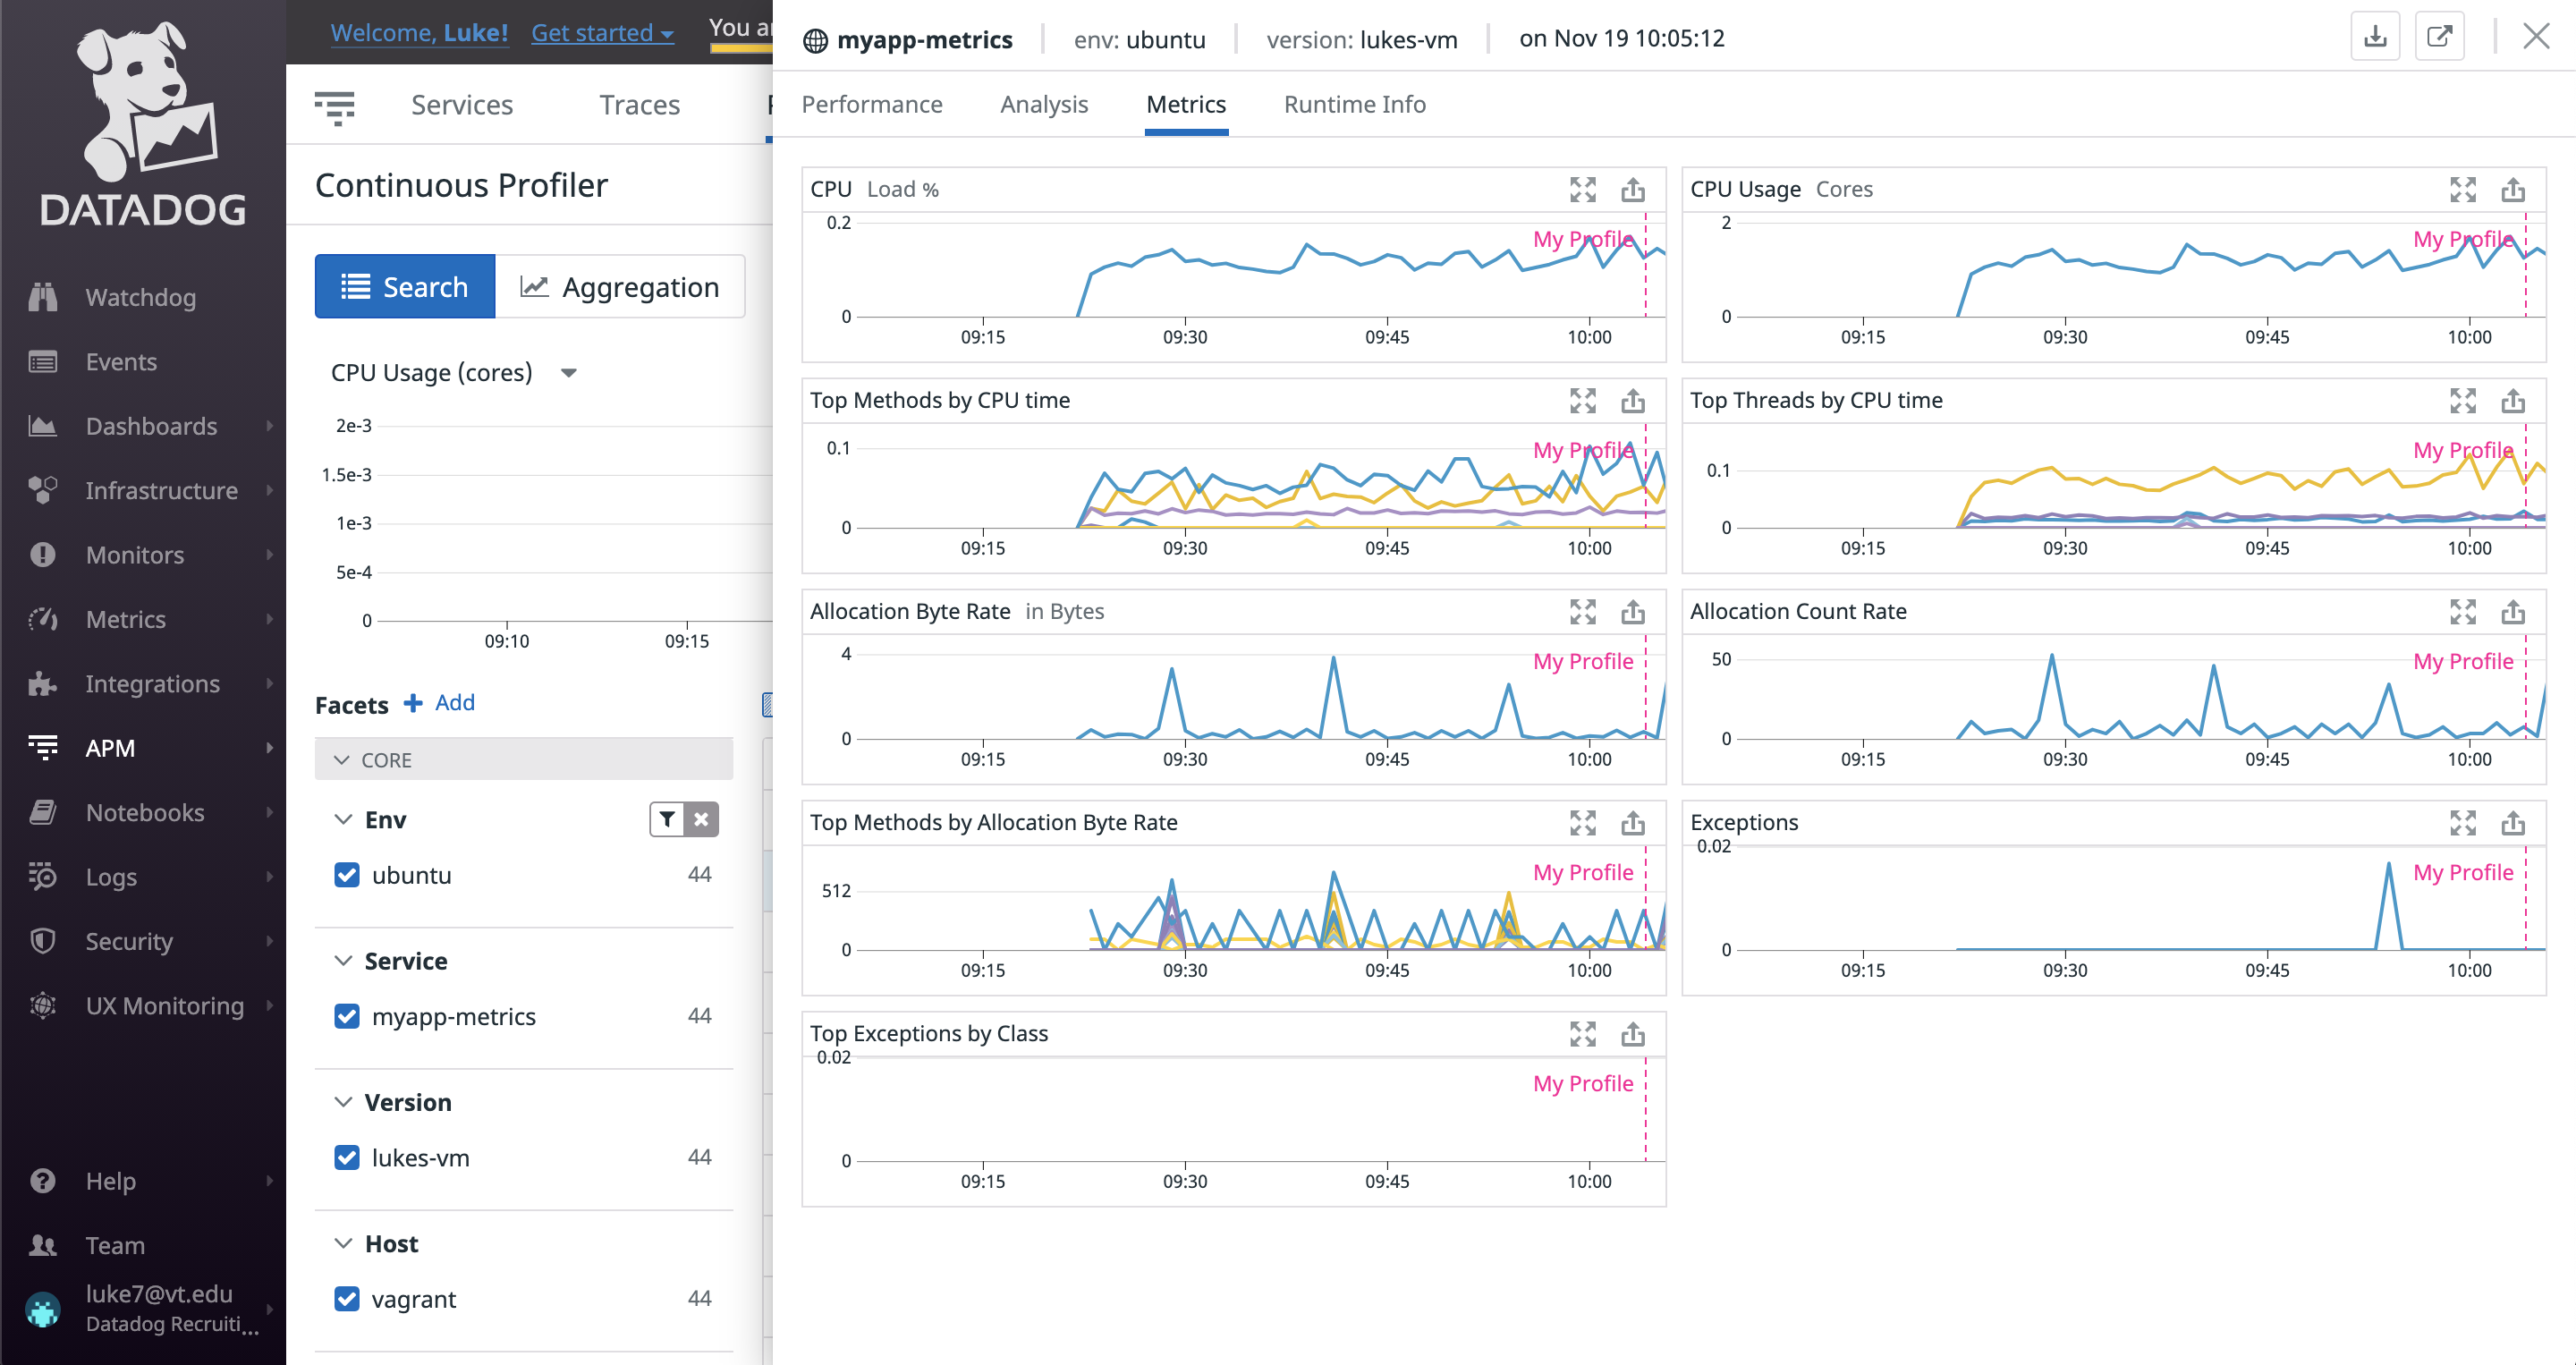 DATADOG
Watchdog
Events
Dashboards
Infrastructure
Monitors
Metrics
Integrations
APM
Notebooks
Logs
Security
UX Monitoring
Help
Team
luke7@vt.edu
Datadog Recruiti...
Welcome, Luke! Get started You
Services Traces
Continuous Profiler
Search Aggregation
CPU Usage (cores)
2e-3
1.5e-3
1e-3
5e-4
0
09:10 09:15
Facets + Add
CORE
Env
ubuntu 44
Service
myapp-metrics 44
Version
lukes-vm 44
Host
vagrant 44
myapp-metrics env: ubuntu version: lukes-vm on Nov 19 10:05:12
Performance Analysis Metrics Runtime Info
CPU Load %
0.2
My Profile
0
09:15 09:30 09:45 10:00
CPU Usage Cores
2
My Profile
0
09:15 09:30 09:45 10:00
Top Methods by CPU time
0.1
My Profile
0
09:15 09:30 09:45 10:00
Top Threads by CPU time
My Profile
0.1
0
09:15 09:30 09:45 10:00
Allocation Byte Rate in Bytes
4
My Profile
0
09:15 09:30 09:45 10:00
Allocation Count Rate
50
My Profile
0
09:15 09:30 09:45 10:00
Top Methods by Allocation Byte Rate
My Profile
512
0
09:15 09:30 09:45 10:00
Exceptions
0.02
My Profile
0
09:15 09:30 09:45 10:00
Top Exceptions by Class
0.02
My Profile
0
09:15 09:30 09:45 10:00